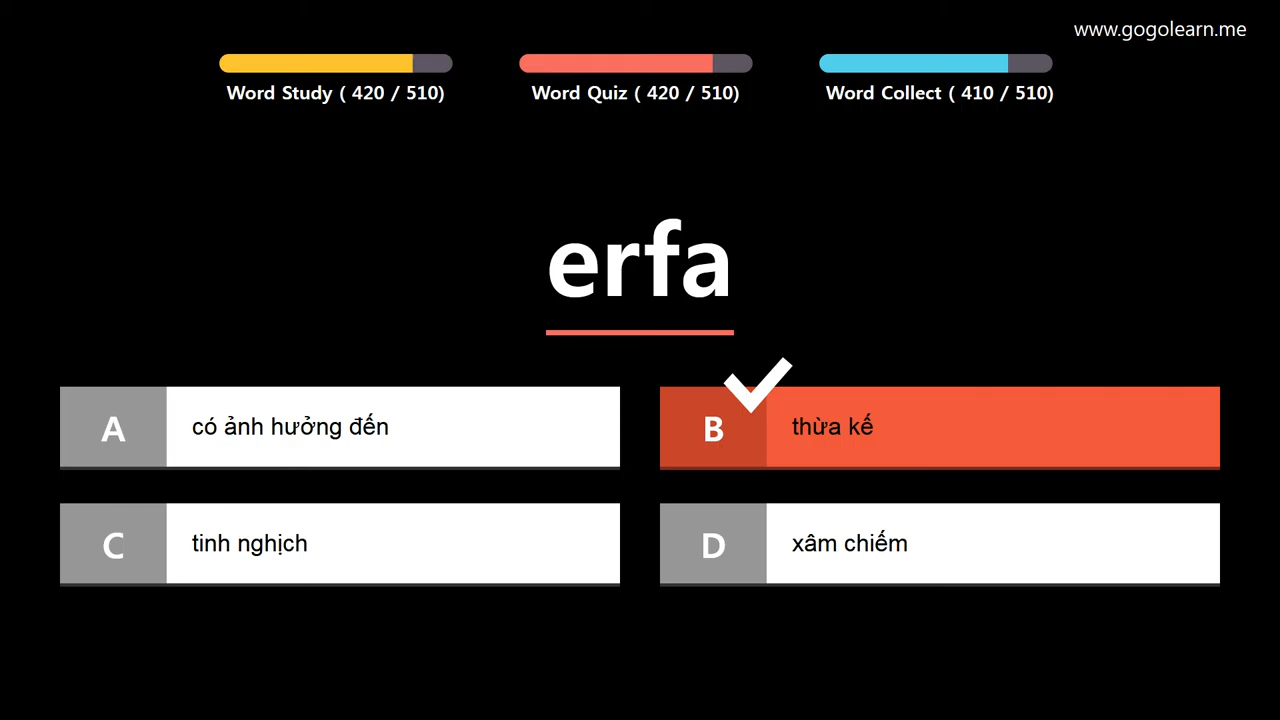 www.gogolearn.me
Word Study ( 420 / 510)
Word Quiz ( 420 / 510)
Word Collect ( 410 / 510)
erfa
A có ảnh hưởng đến
B thừa kế
C tinh nghịch
D xâm chiếm